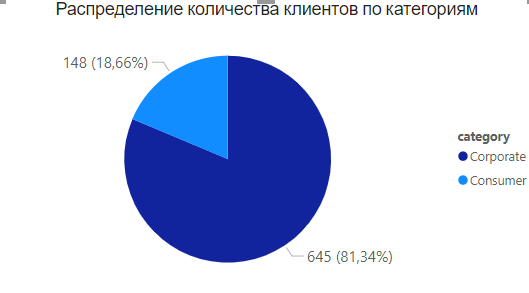 Распределение количества клиентов по категориям
148 (18,66%)
category
Corporate
Consumer
645 (81,34%)